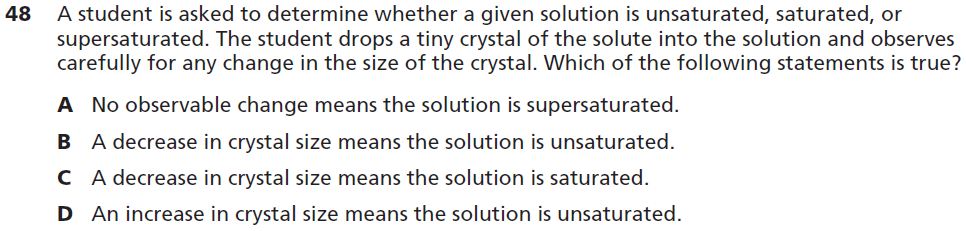 48 A student is asked to determine whether a given solution is unsaturated, saturated, or
supersaturated. The student drops a tiny crystal of the solute into the solution and observes
carefully for any change in the size of the crystal. Which of the following statements is true?
A No observable change means the solution is supersaturated.
B A decrease in crystal size means the solution is unsaturated.
C A decrease in crystal size means the solution is saturated.
D An increase in crystal size means the solution is unsaturated.